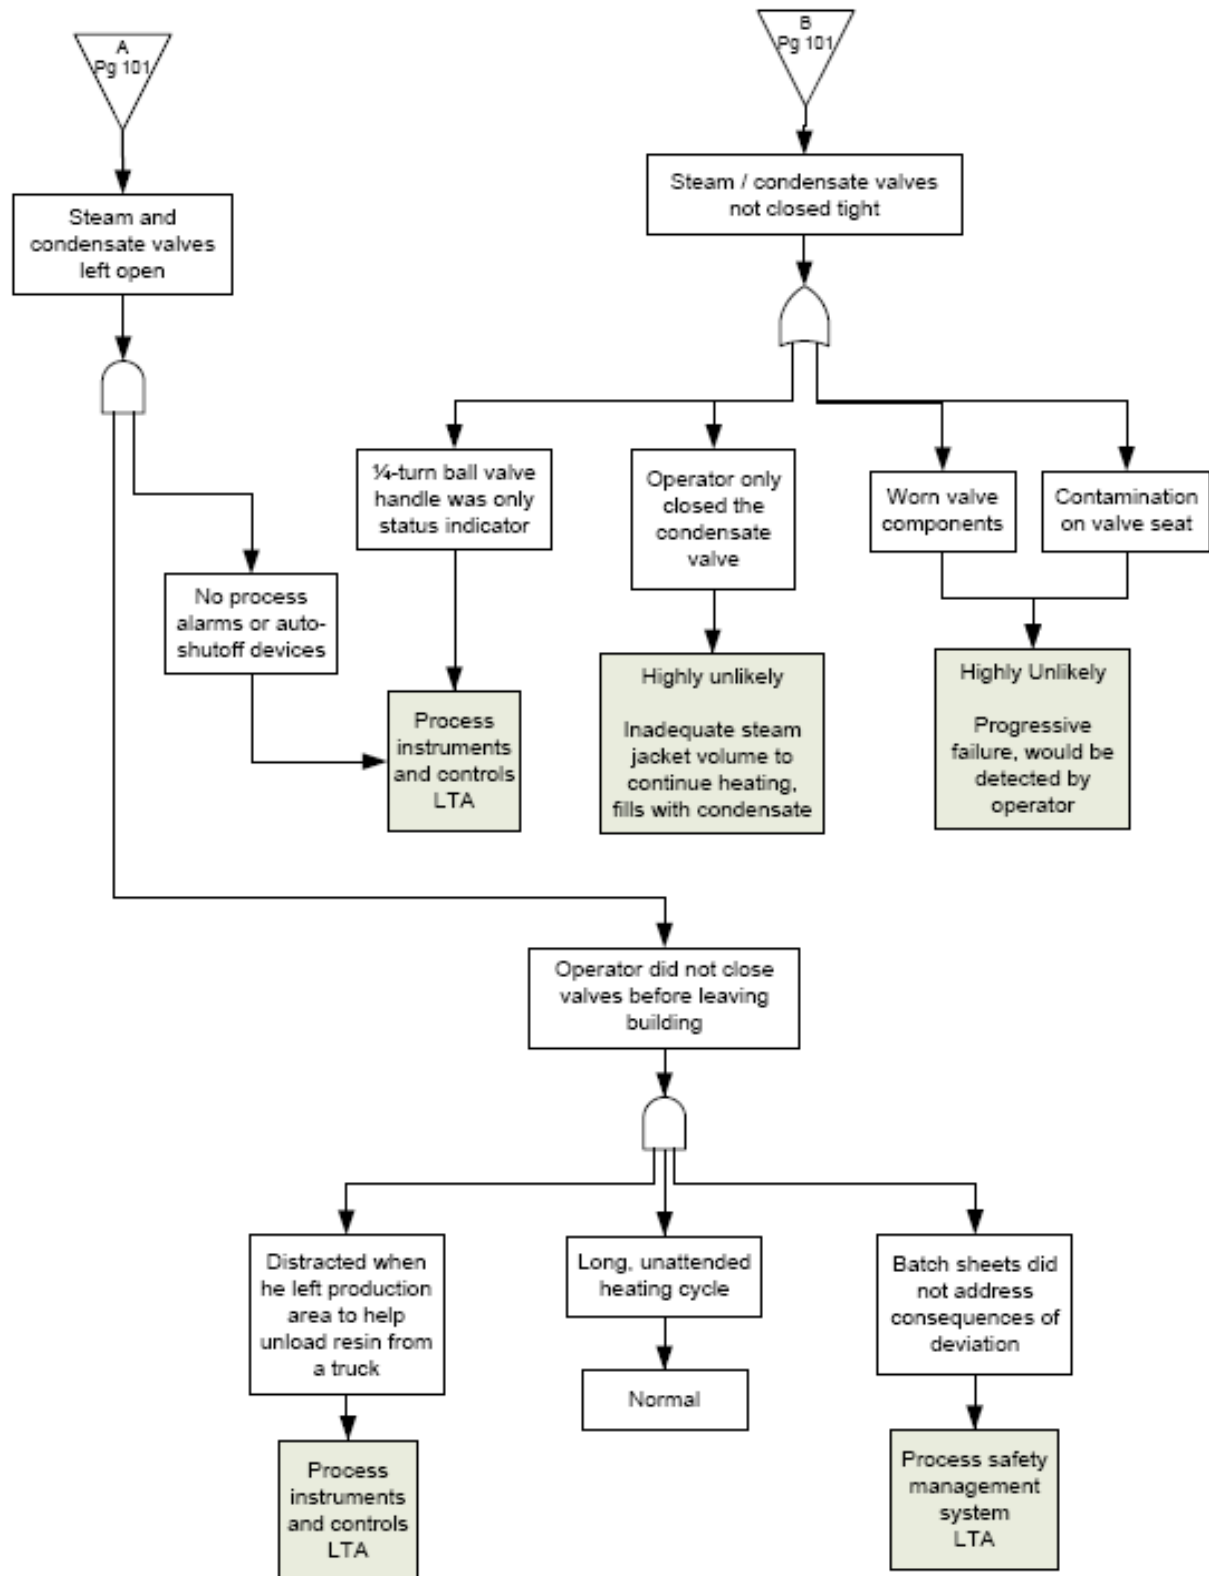 A
Pg 101
B
Pg 101
Steam and
condensate valves
left open
Steam / condensate valves
not closed tight
¼-turn ball valve
handle was only
status indicator
Operator only
closed the
condensate
valve
Worn valve
components
Contamination
on valve seat
No process
alarms or auto-
shutoff devices
Process
instruments
and controls
LTA
Highly unlikely
Inadequate steam
jacket volume to
continue heating,
fills with condensate
Highly Unlikely
Progressive
failure, would be
detected by
operator
Operator did not close
valves before leaving
building
Distracted when
he left production
area to help
unload resin from
a truck
Long, unattended
heating cycle
Batch sheets did
not address
consequences of
deviation
Normal
Process
instruments
and controls
LTA
Process safety
management
system
LTA